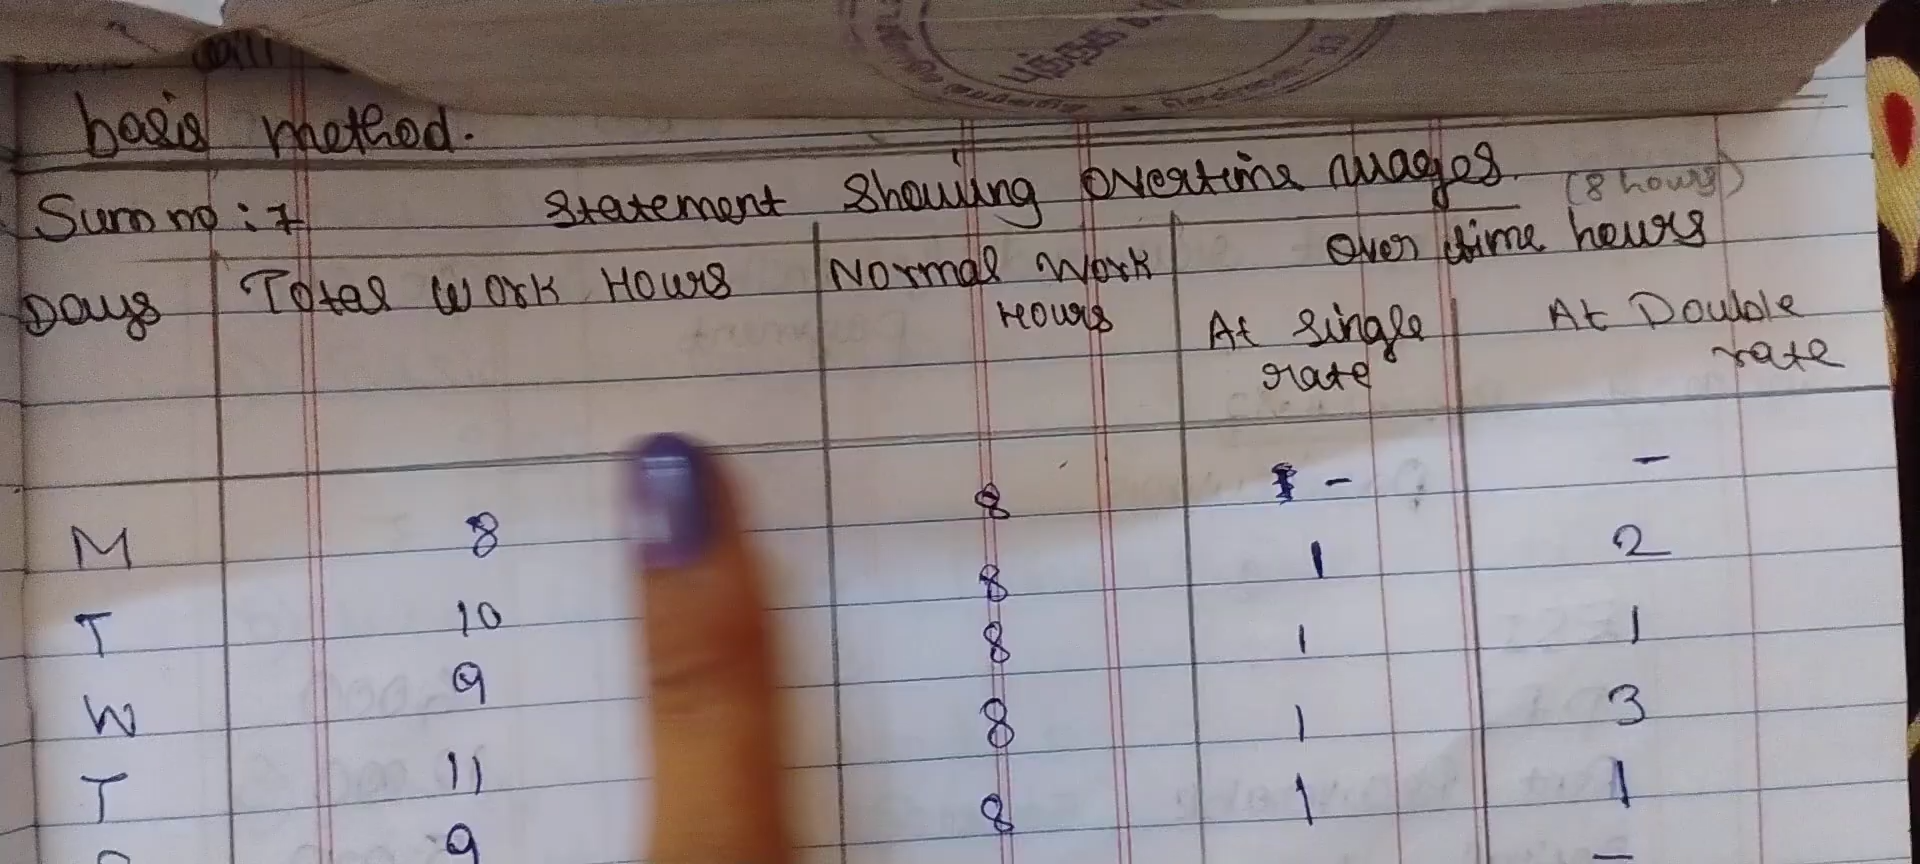 basis method.
Sum no : 7 Statement Showing Overtime wages. (8 hours)
Days Total Work Hours Normal Work Hours Over time hours
At single rate At Double rate
M 8 8 - -
T 10 8 1 2
W 9 8 1 1
T 11 8 1 3
9 8 1 1
-